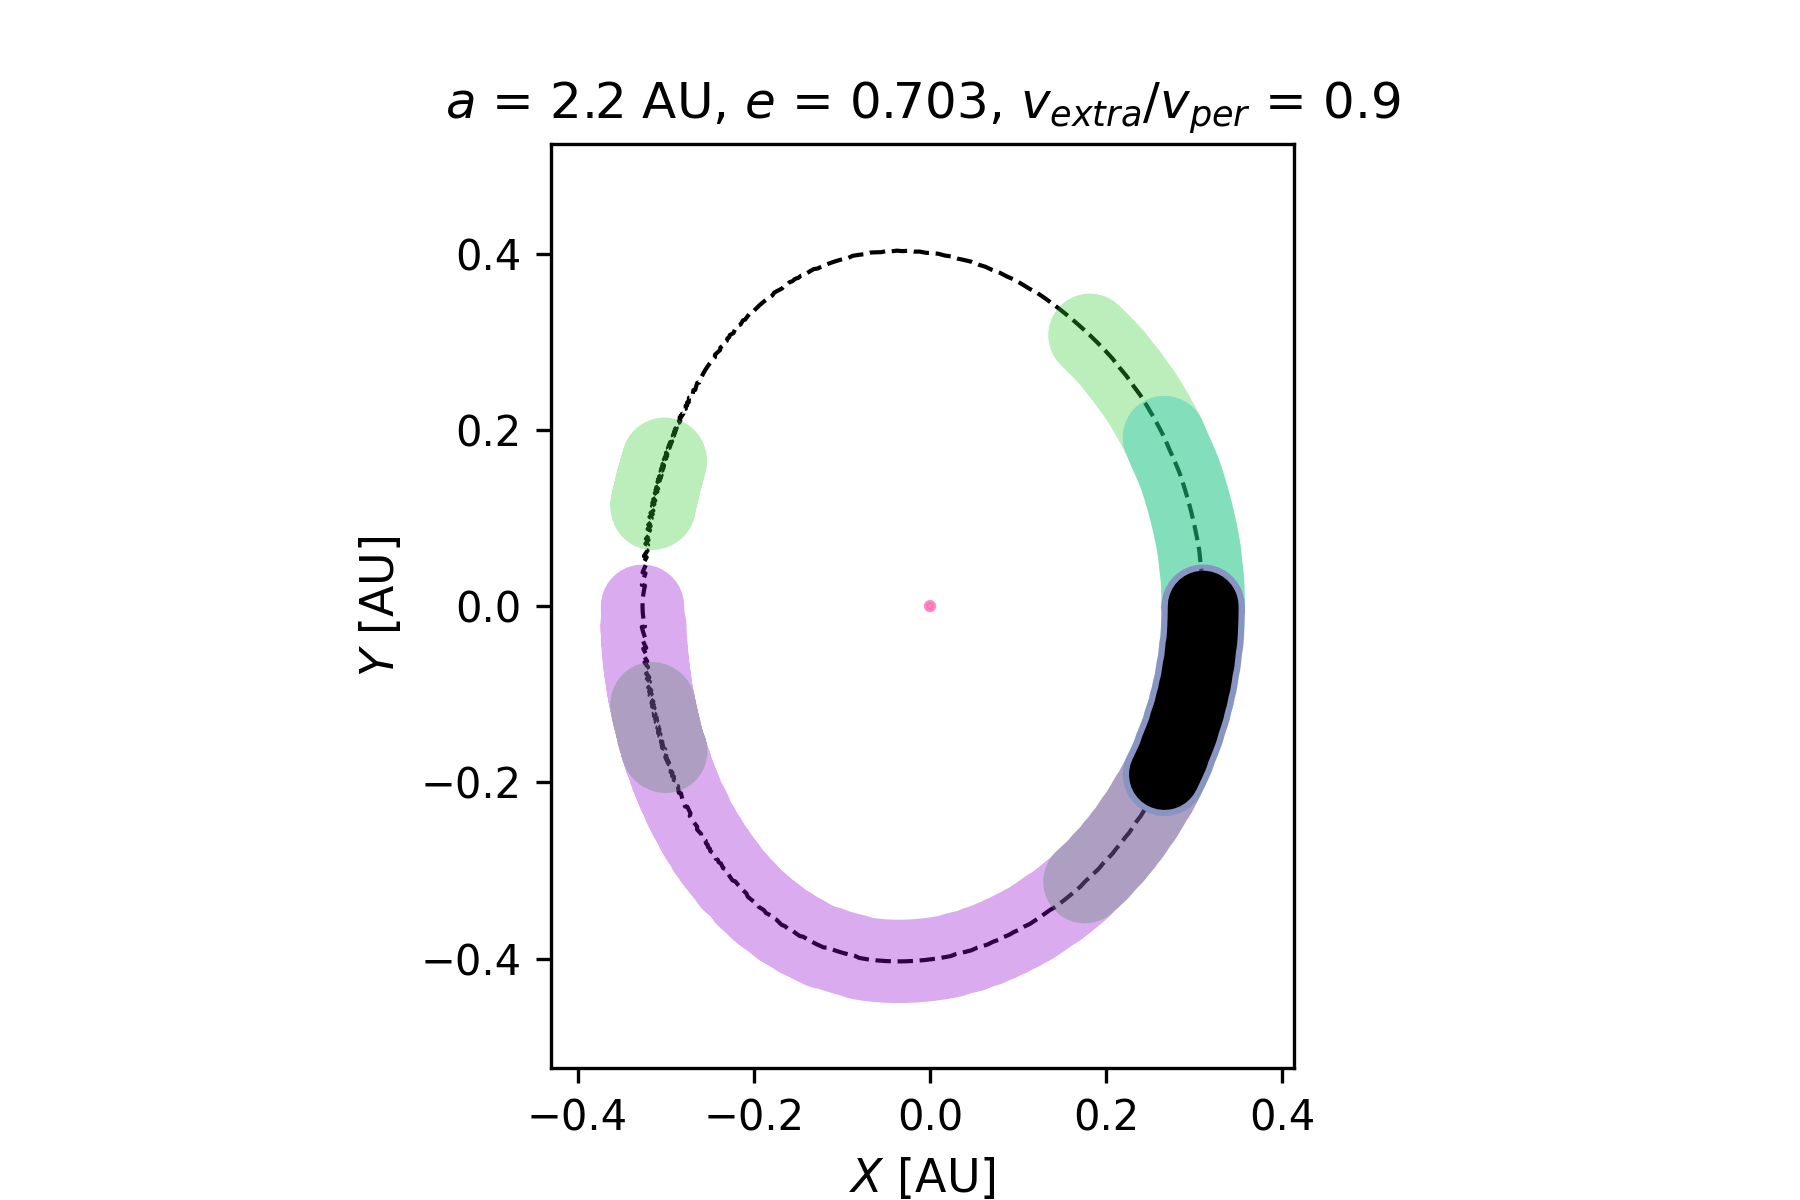 a = 2.2 AU, e = 0.703, v_extra/v_per = 0.9
0.4
0.2
0.0
−0.2
−0.4
Y [AU]
−0.4 −0.2 0.0 0.2 0.4
X [AU]